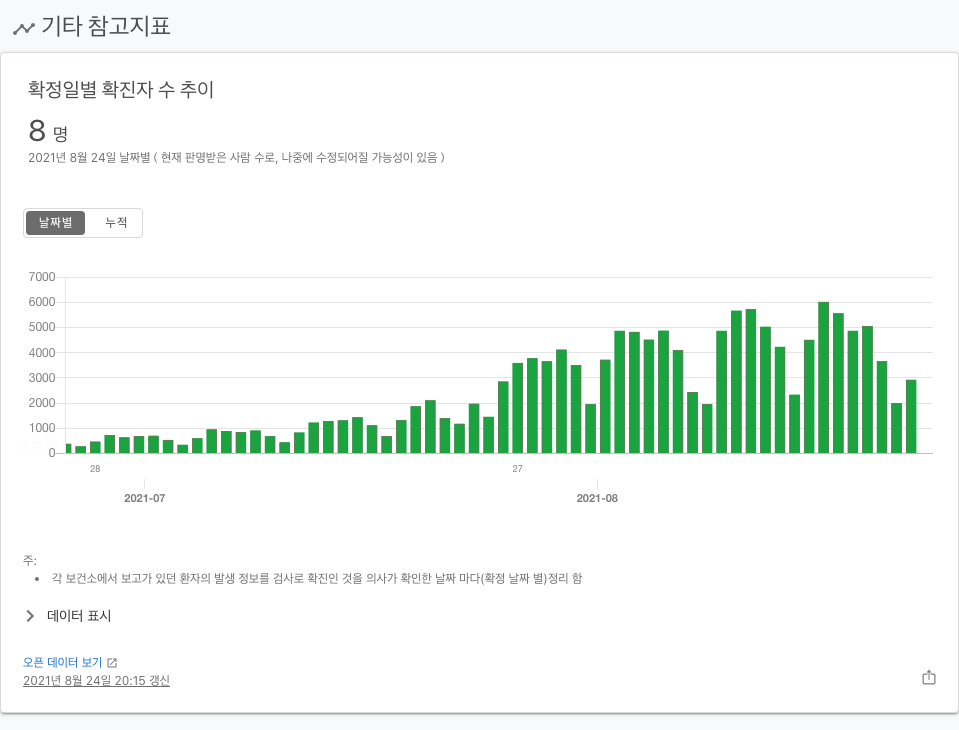 기타 참고지표
확정일별 확진자 수 추이
8 명
2021년 8월 24일 날짜별 ( 현재 판명받은 사람 수로, 나중에 수정되어질 가능성이 있음 )
날짜별 누적
7000
6000
5000
4000
3000
2000
1000
0
28 27
2021-07 2021-08
주:
• 각 보건소에서 보고가 있던 환자의 발생 정보를 검사로 확진인 것을 의사가 확인한 날짜 마다(확정 날짜 별)정리 함
데이터 표시
오픈 데이터 보기
2021년 8월 24일 20:15 갱신